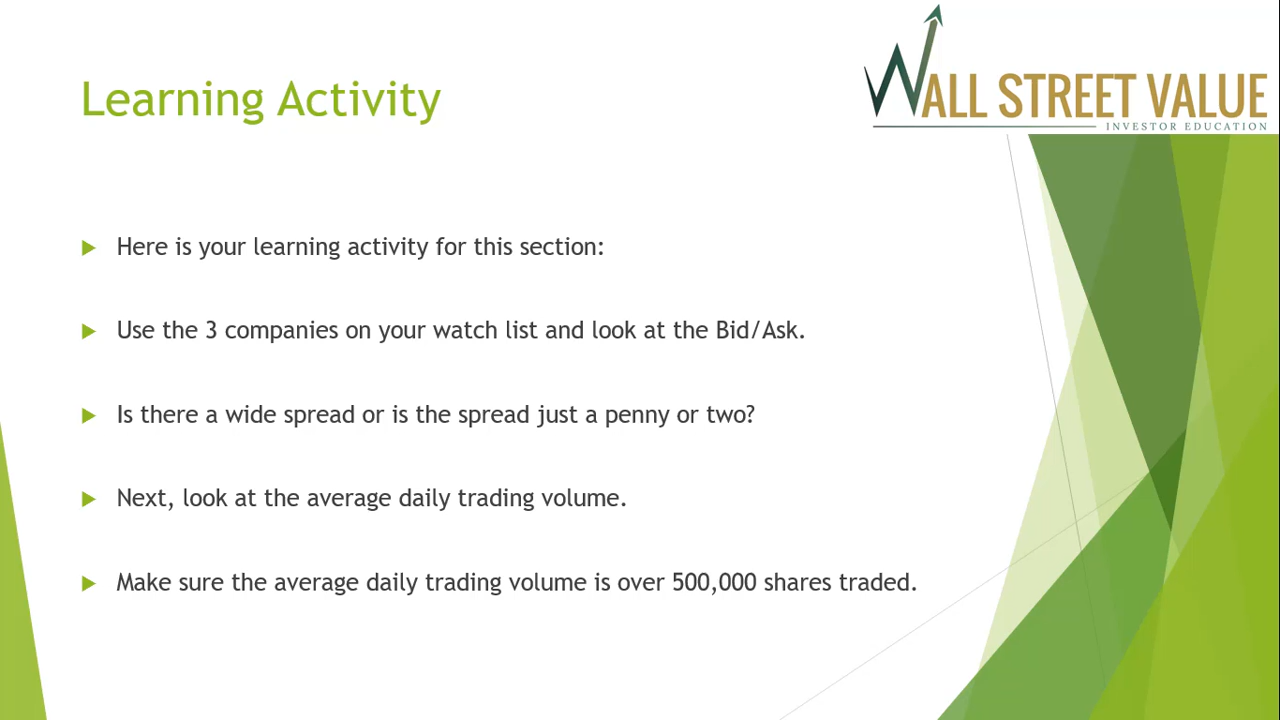 Learning Activity
WALL STREET VALUE
INVESTOR EDUCATION
Here is your learning activity for this section:
Use the 3 companies on your watch list and look at the Bid/Ask.
Is there a wide spread or is the spread just a penny or two?
Next, look at the average daily trading volume.
Make sure the average daily trading volume is over 500,000 shares traded.